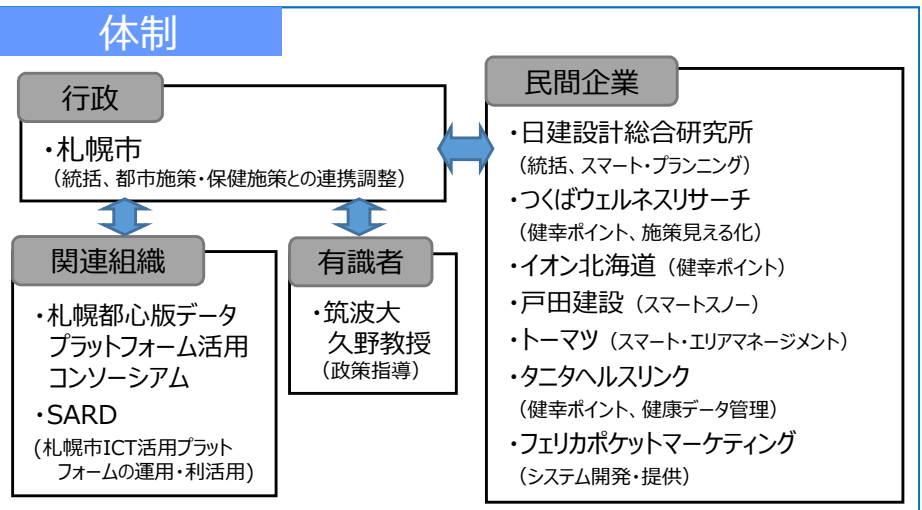 体制
行政
・札幌市
（統括、都市施策・保健施策との連携調整）
関連組織
・札幌都心版データ
プラットフォーム活用
コンソーシアム
・SARD
(札幌市ICT活用プラット
フォームの運用・利活用)
有識者
・筑波大
久野教授
（政策指導）
民間企業
・日建設計総合研究所
（統括、スマート・プランニング）
・つくばウェルネスリサーチ
（健幸ポイント、施策見える化）
・イオン北海道（健幸ポイント）
・戸田建設（スマートスノー）
・トーマツ（スマート・エリアマネージメント）
・タニタヘルスリンク
（健幸ポイント、健康データ管理）
・フェリカポケットマーケティング
（システム開発・提供）